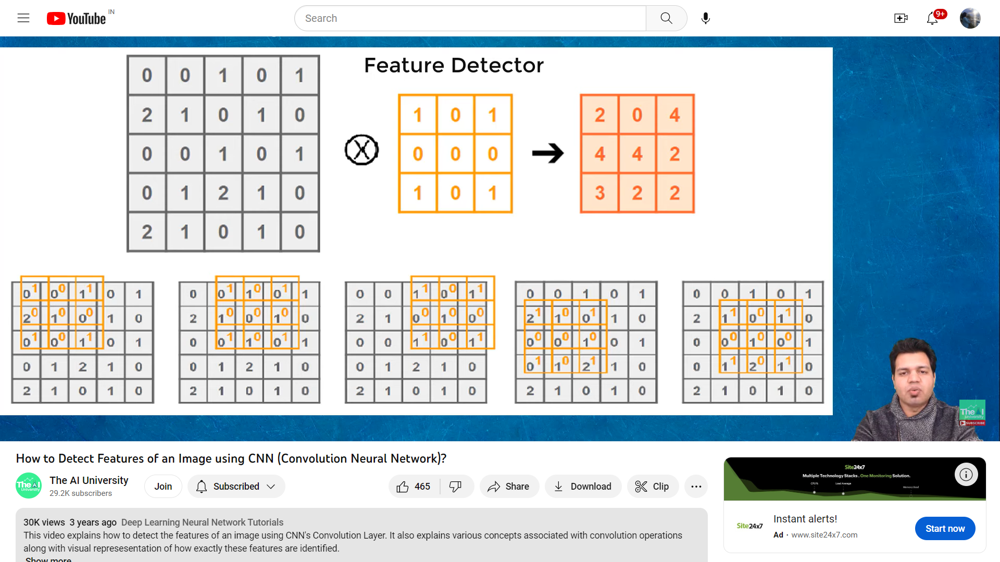 YouTube IN
Search
9+
Feature Detector
0 0 1 0 1
2 1 0 1 0
0 0 1 0 1
0 1 2 1 0
2 1 0 1 0
X
1 0 1
0 0 0
1 0 1
2 0 4
4 4 2
3 2 2
0 1 0 0 1 1 0 1
2 0 1 0 0 0 1 0
0 1 0 0 1 1 0 1
0 1 2 1 0
2 1 0 1 0
0 0 1 1 0 0 1 1
2 1 0 0 0 1 0 0
0 0 1 1 0 0 1 1
0 1 2 1 0
2 1 0 1 0
0 0 1 1 0 0 1 1
2 1 0 0 1 0 0 0
0 0 1 1 0 0 1 1
0 1 2 1 0
2 1 0 1 0
0 0 1 0 1
2 1 1 0 0 1 1 0
0 0 0 0 1 0 0 1
0 1 1 0 2 1 1 0
2 1 0 1 0
0 0 1 0 1
2 1 1 0 0 1 1 0
0 0 0 1 0 0 0 1
0 1 1 2 0 1 1 0
2 1 0 1 0
The AI
University
SUBSCRIBE
How to Detect Features of an Image using CNN (Convolution Neural Network)?
The AI
University
The AI University
29.2K subscribers
Join
Subscribed
465
Share
Download
Clip
30K views 3 years ago Deep Learning Neural Network Tutorials
This video explains how to detect the features of an image using CNN's Convolution Layer. It also explains various concepts associated with convolution operations
along with visual represesentation of how exactly these features are identified.
Show more
Site24x7
Multiple Technology Stacks. One Monitoring Solution.
CPU%
Load Average
Memory Used
Site24x7
Instant alerts!
Ad · www.site24x7.com
Start now